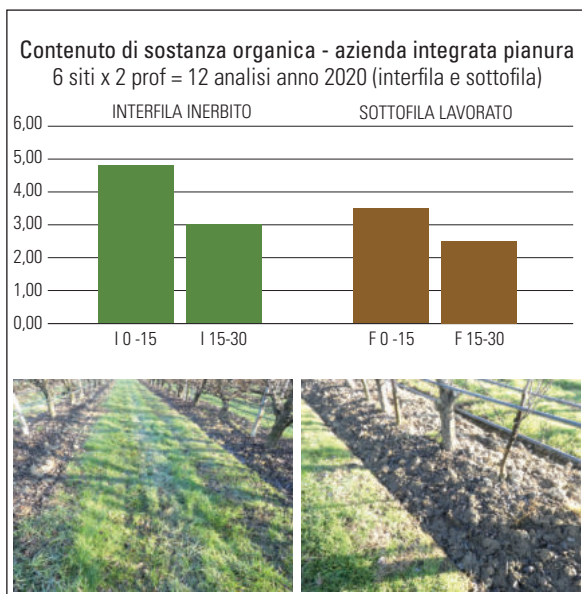 Contenuto di sostanza organica - azienda integrata pianura
6 siti x 2 prof = 12 analisi anno 2020 (interfila e sottofila)
INTERFILA INERBITO SOTTOFILA LAVORATO
6,00
5,00
4,00
3,00
2,00
1,00
0,00
I 0 -15 I 15-30 F 0 -15 F 15-30